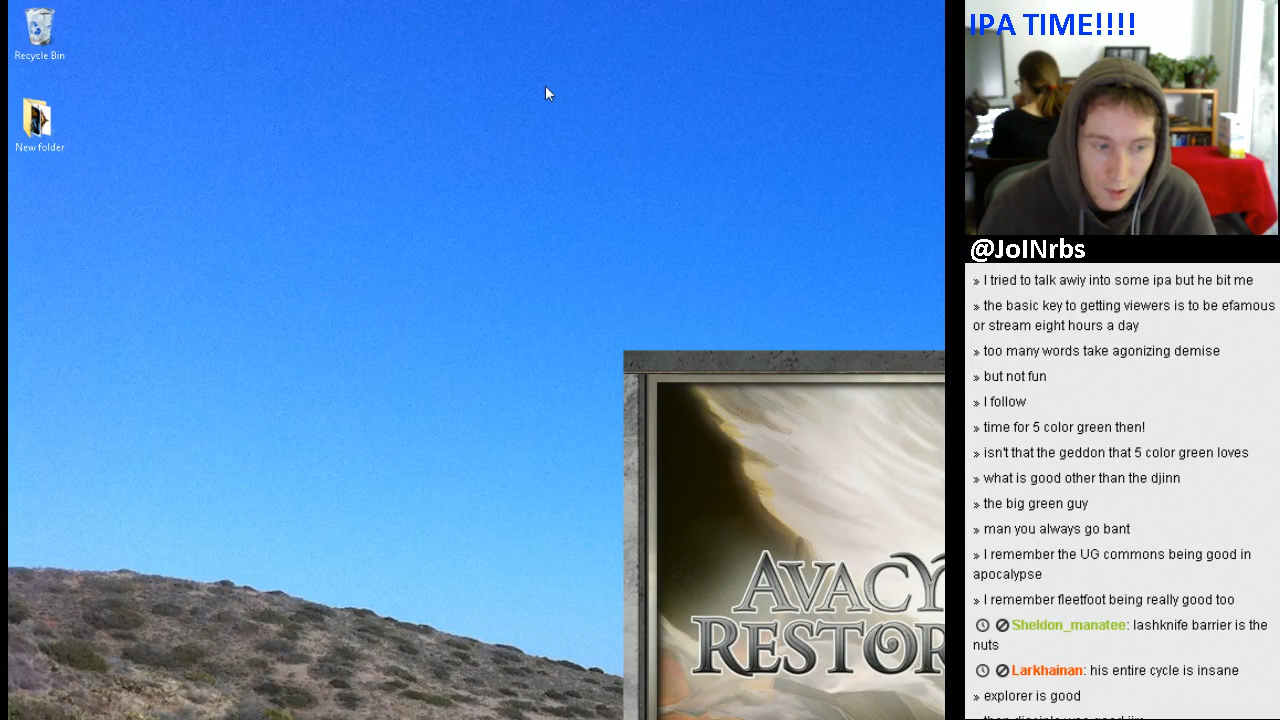 Recycle Bin
New folder
AVACY
RESTOR
IPA TIME!!!!
@JoINrbs
» I tried to talk awiy into some ipa but he bit me
» the basic key to getting viewers is to be efamous
or stream eight hours a day
» too many words take agonizing demise
» but not fun
» I follow
» time for 5 color green then!
» isn't that the geddon that 5 color green loves
» what is good other than the djinn
» the big green guy
» man you always go bant
» I remember the UG commons being good in
apocalypse
» I remember fleetfoot being really good too
Sheldon_manatee: lashknife barrier is the
nuts
Larkhainan: his entire cycle is insane
» explorer is good